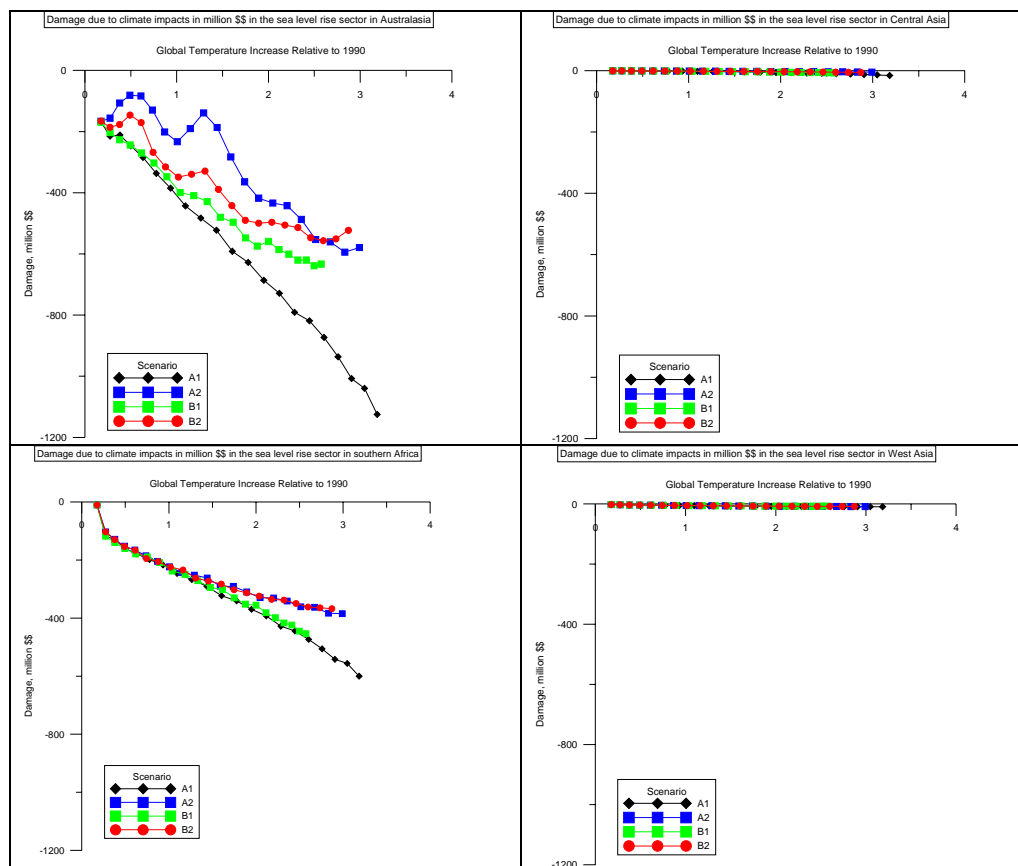 Damage due to climate impacts in million $$ in the sea level rise sector in Australasia
Global Temperature Increase Relative to 1990
0
0
1
2
3
4
-400
-800
-1200
Damage, million $$
Scenario
A1
A2
B1
B2
Damage due to climate impacts in million $$ in the sea level rise sector in Central Asia
Global Temperature Increase Relative to 1990
0
0
1
2
3
4
-400
-800
-1200
Damage, million $$
Scenario
A1
A2
B1
B2
Damage due to climate impacts in million $$ in the sea level rise sector in southern Africa
Global Temperature Increase Relative to 1990
0
0
1
2
3
4
-400
-800
-1200
Damage, million $$
Scenario
A1
A2
B1
B2
Damage due to climate impacts in million $$ in the sea level rise sector in West Asia
Global Temperature Increase Relative to 1990
0
0
1
2
3
4
-400
-800
-1200
Damage, million $$
Scenario
A1
A2
B1
B2